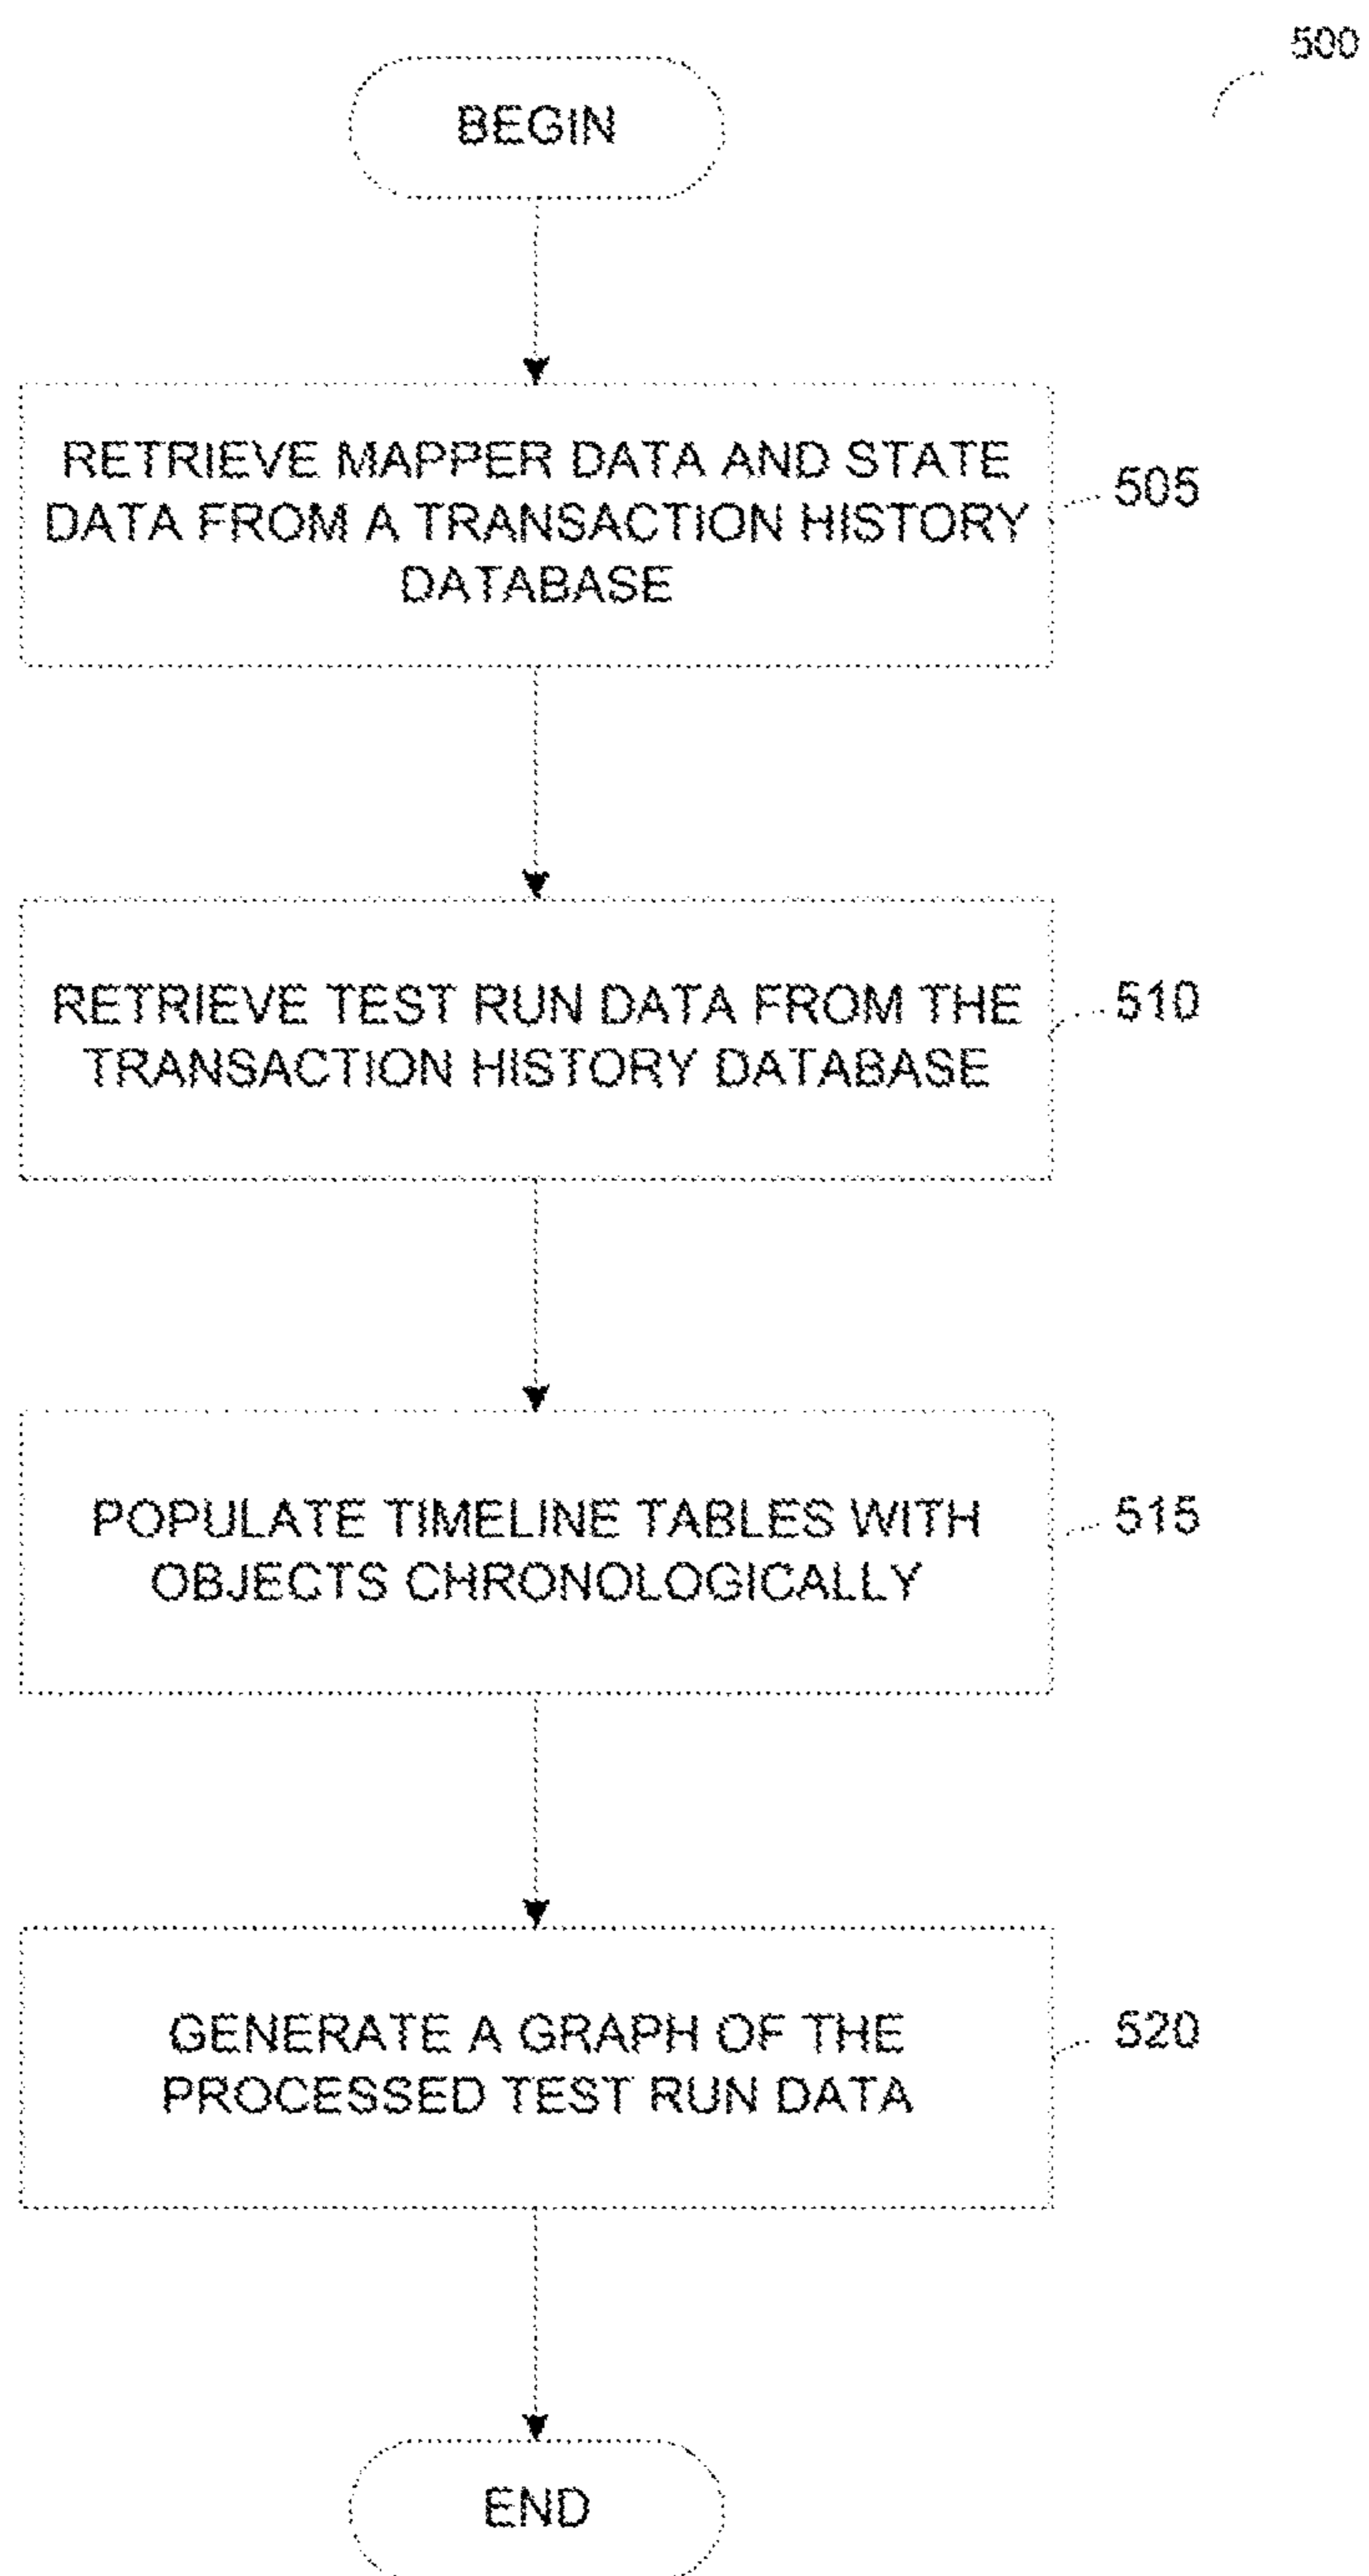 500
BEGIN
RETRIEVE MAPPER DATA AND STATE
DATA FROM A TRANSACTION HISTORY
DATABASE
505
RETRIEVE TEST RUN DATA FROM THE
TRANSACTION HISTORY DATABASE
510
POPULATE TIMELINE TABLES WITH
OBJECTS CHRONOLOGICALLY
515
GENERATE A GRAPH OF THE
PROCESSED TEST RUN DATA
520
END